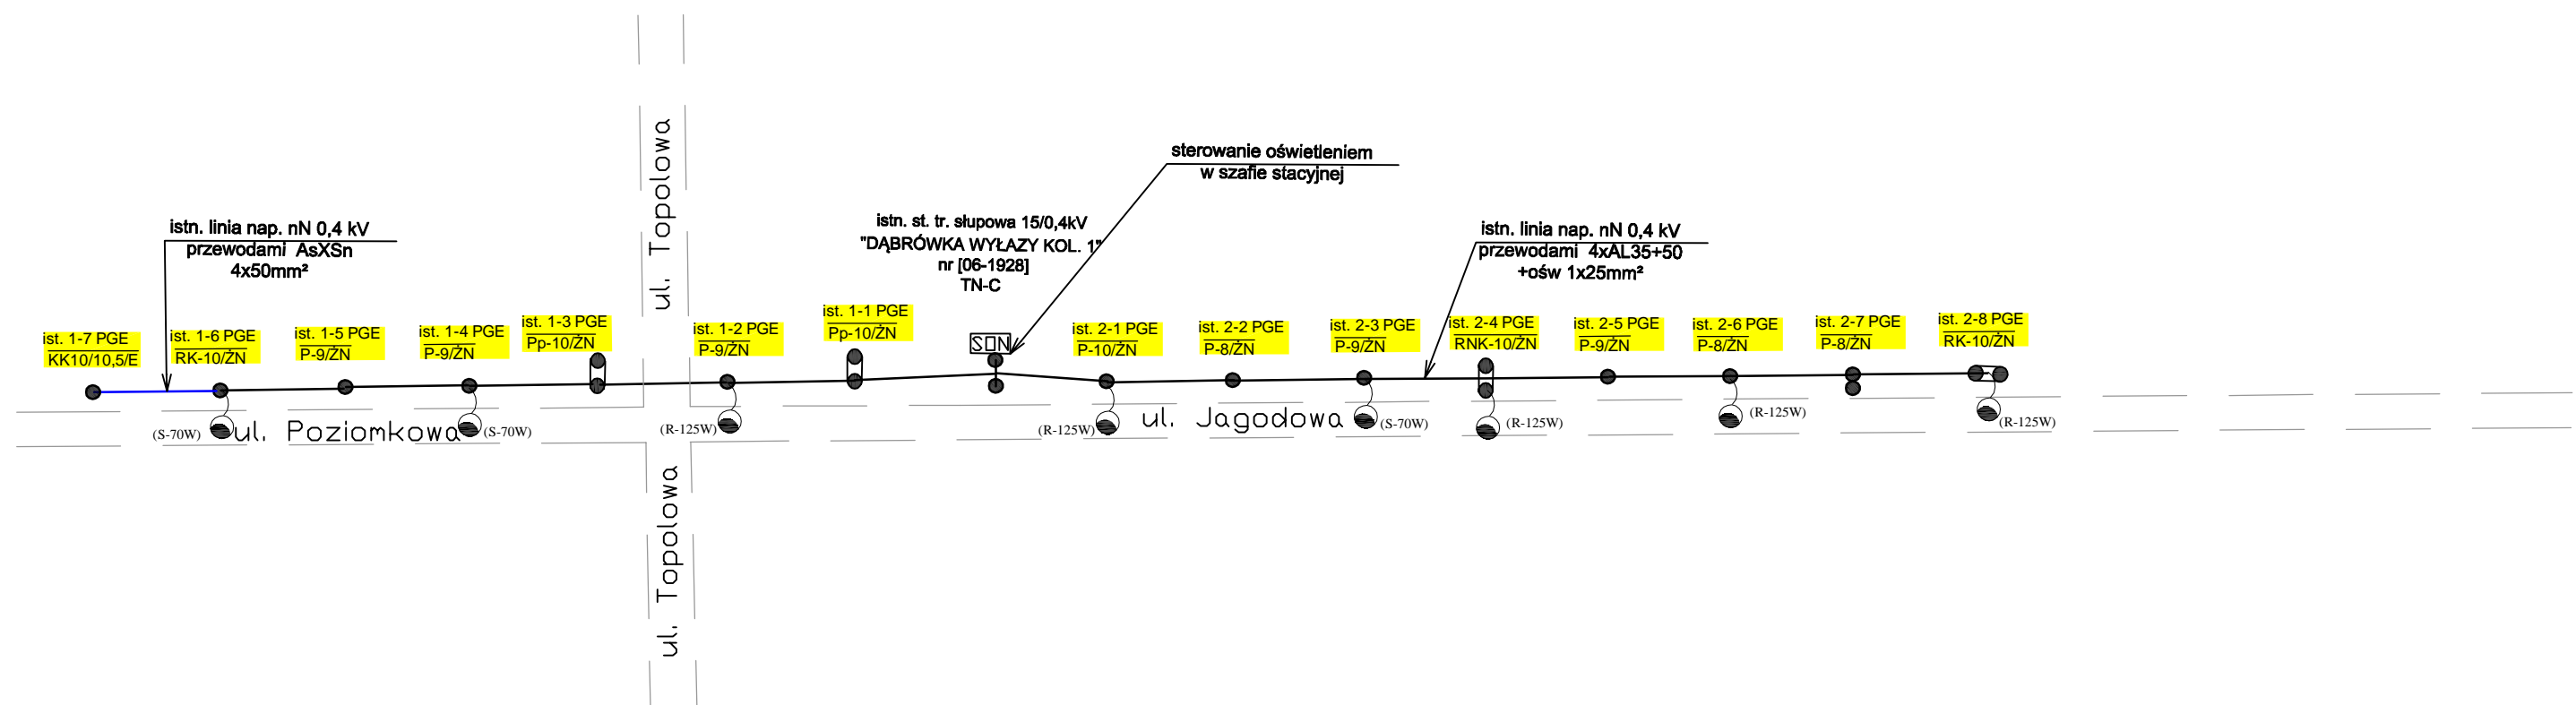 ul. Topolowa
sterowanie oświetleniem
w szafie stacyjnej
istn. linia nap. nN 0,4 kV
przewodami AsXSn
4x50mm²
istn. st. tr. słupowa 15/0,4kV
"DĄBRÓWKA WYŁAZY KOL. 1"
nr [06-1928]
TN-C
istn. linia nap. nN 0,4 kV
przewodami 4xAL35+50
+ośw 1x25mm²
ist. 1-7 PGE
KK10/10,5/E
ist. 1-6 PGE
RK-10/ŻN
ist. 1-5 PGE
P-9/ŻN
ist. 1-4 PGE
P-9/ŻN
ist. 1-3 PGE
Pp-10/ŻN
ist. 1-2 PGE
P-9/ŻN
ist. 1-1 PGE
Pp-10/ŻN
SON
ist. 2-1 PGE
P-10/ŻN
ist. 2-2 PGE
P-8/ŻN
ist. 2-3 PGE
P-9/ŻN
ist. 2-4 PGE
RNK-10/ŻN
ist. 2-5 PGE
P-9/ŻN
ist. 2-6 PGE
P-8/ŻN
ist. 2-7 PGE
P-8/ŻN
ist. 2-8 PGE
RK-10/ŻN
(S-70W)
ul. Poziomkowa
(S-70W)
(R-125W)
(R-125W)
ul. Jagodowa
(S-70W)
(R-125W)
(R-125W)
(R-125W)
ul. Topolowa